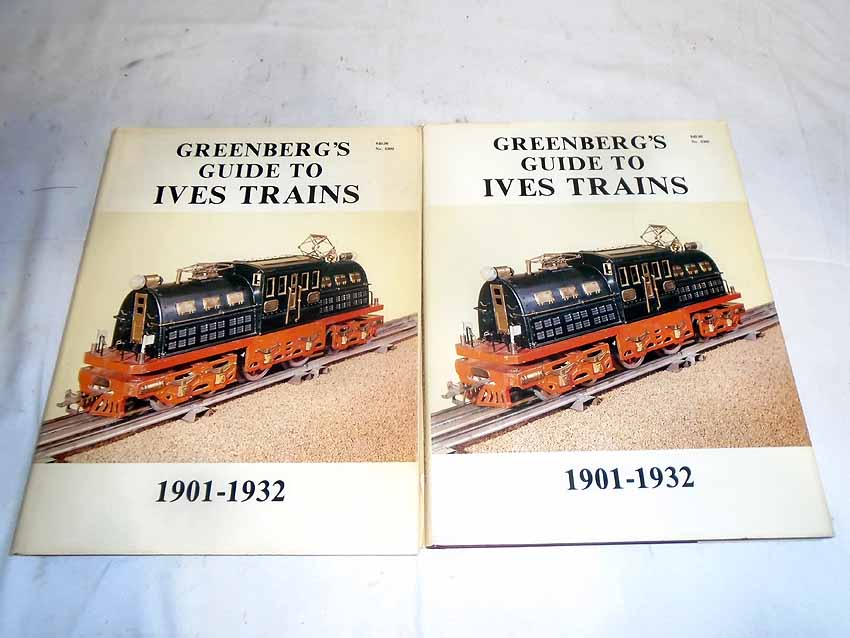 GREENBERG'S
GUIDE TO
IVES TRAINS
1901-1932
GREENBERG'S
GUIDE TO
IVES TRAINS
1901-1932